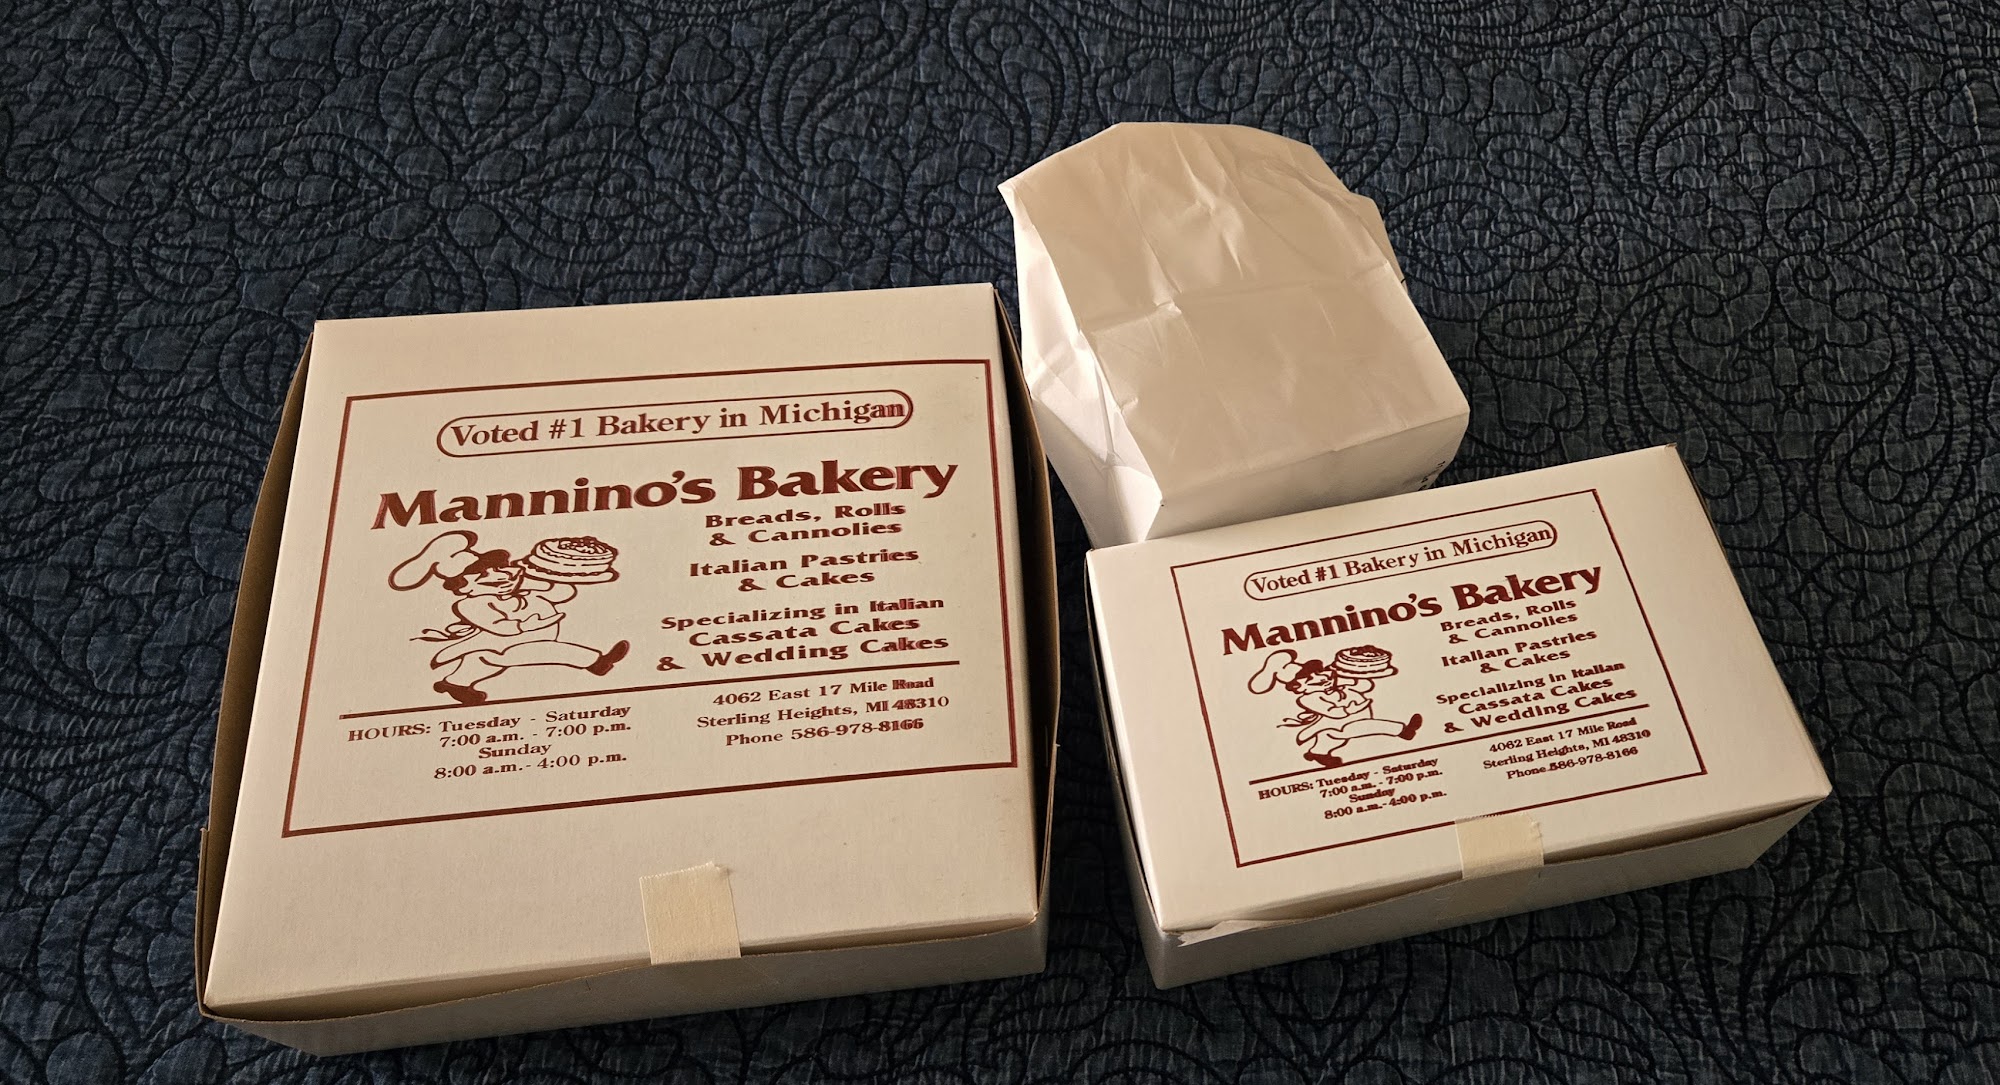 Voted #1 Bakery in Michigan
Mannino's Bakery
Breads, Rolls
& Cannolies
Italian Pastries
& Cakes
Specializing in Italian
Cassata Cakes
& Wedding Cakes
HOURS: Tuesday - Saturday
7:00 a.m. - 7:00 p.m.
Sunday
8:00 a.m. - 4:00 p.m.
4062 East 17 Mile Road
Sterling Heights, MI 48310
Phone 586-978-8166
Voted #1 Bakery in Michigan
Mannino's Bakery
Breads, Rolls
& Cannolies
Italian Pastries
& Cakes
Specializing in Italian
Cassata Cakes
& Wedding Cakes
HOURS: Tuesday - Saturday
7:00 a.m. - 7:00 p.m.
Sunday
8:00 a.m. - 4:00 p.m.
4062 East 17 Mile Road
Sterling Heights, MI 48310
Phone 586-978-8166